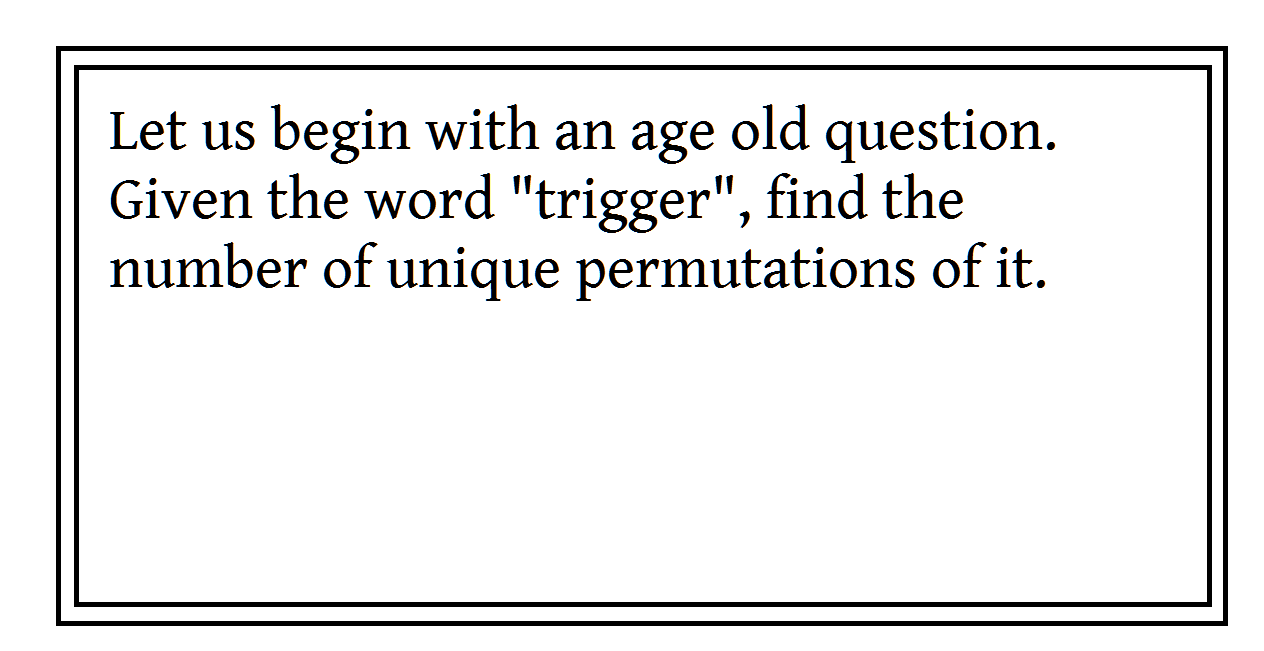 Let us begin with an age old question.
Given the word "trigger", find the
number of unique permutations of it.